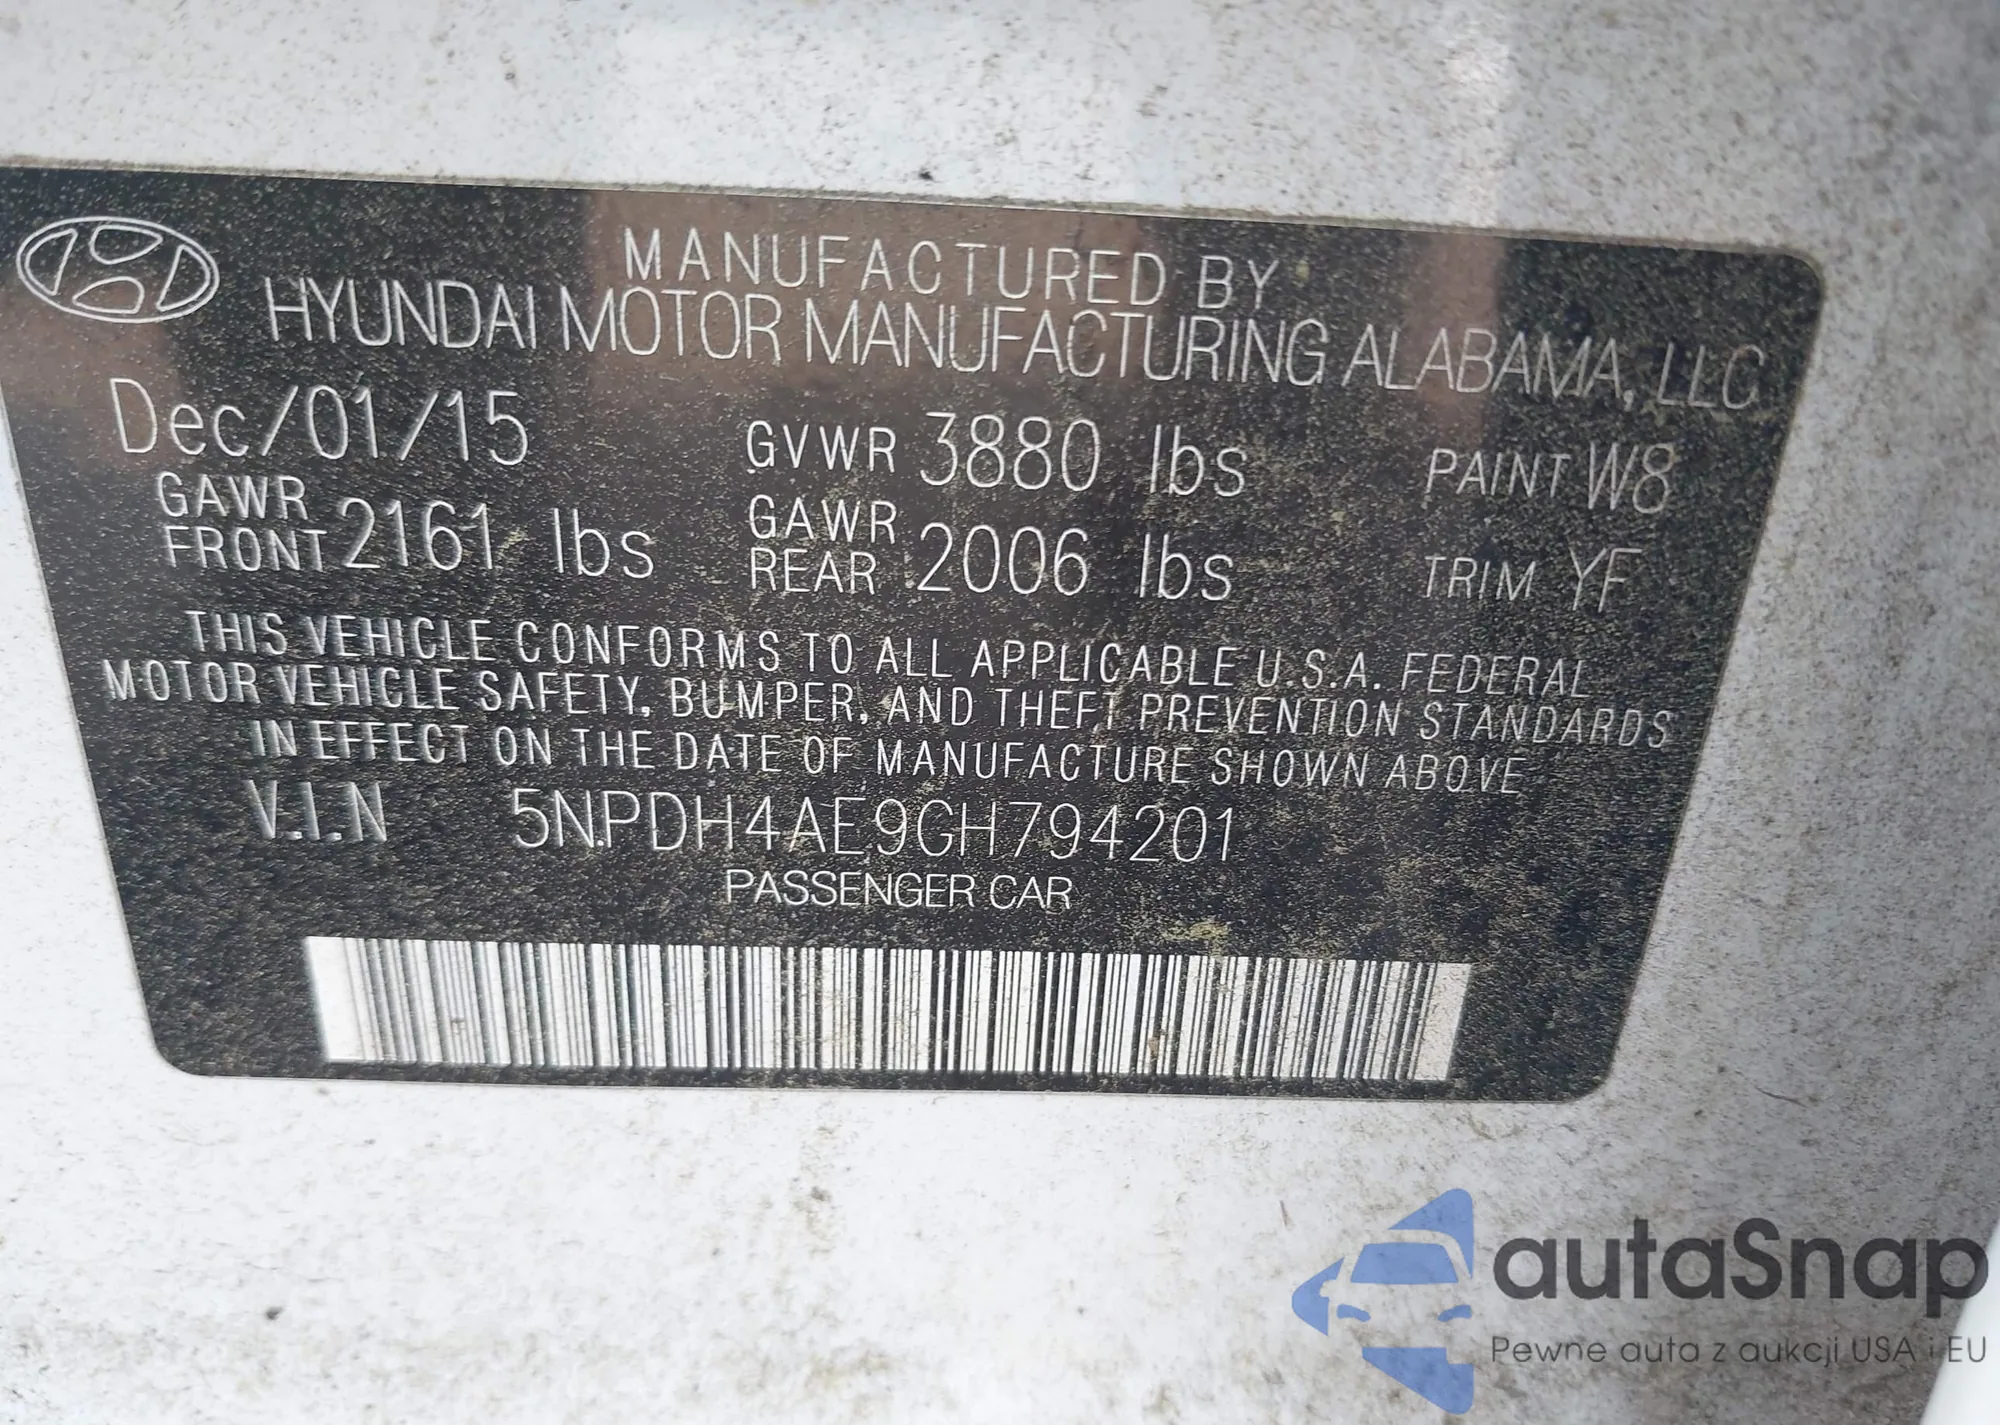 MANUFACTURED BY
HYUNDAI MOTOR MANUFACTURING ALABAMA, LLC
Dec/01/15 GVWR 3880 lbs PAINT W8
GAWR FRONT 2161 lbs GAWR REAR 2006 lbs TRIM YF
THIS VEHICLE CONFORMS TO ALL APPLICABLE U.S.A. FEDERAL
MOTOR VEHICLE SAFETY, BUMPER, AND THEFT PREVENTION STANDARDS
IN EFFECT ON THE DATE OF MANUFACTURE SHOWN ABOVE
V.I.N 5NPDH4AE9GH794201
PASSENGER CAR
autaSnap
Pewne auta z aukcji USA i EU